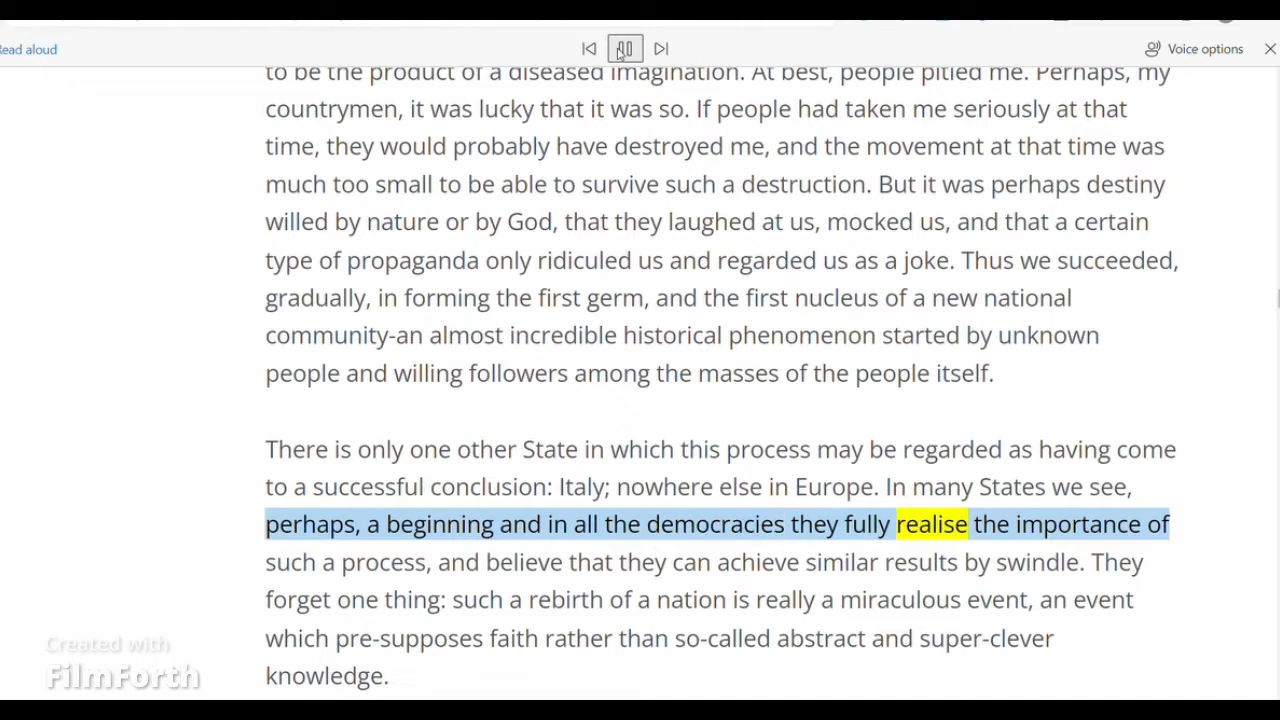 Read aloud
Voice options
to be the product of a diseased imagination. At best, people pitied me. Perhaps, my
countrymen, it was lucky that it was so. If people had taken me seriously at that
time, they would probably have destroyed me, and the movement at that time was
much too small to be able to survive such a destruction. But it was perhaps destiny
willed by nature or by God, that they laughed at us, mocked us, and that a certain
type of propaganda only ridiculed us and regarded us as a joke. Thus we succeeded,
gradually, in forming the first germ, and the first nucleus of a new national
community-an almost incredible historical phenomenon started by unknown
people and willing followers among the masses of the people itself.
There is only one other State in which this process may be regarded as having come
to a successful conclusion: Italy; nowhere else in Europe. In many States we see,
perhaps, a beginning and in all the democracies they fully realise the importance of
such a process, and believe that they can achieve similar results by swindle. They
forget one thing: such a rebirth of a nation is really a miraculous event, an event
which pre-supposes faith rather than so-called abstract and super-clever
knowledge.
Created with
FilmForth